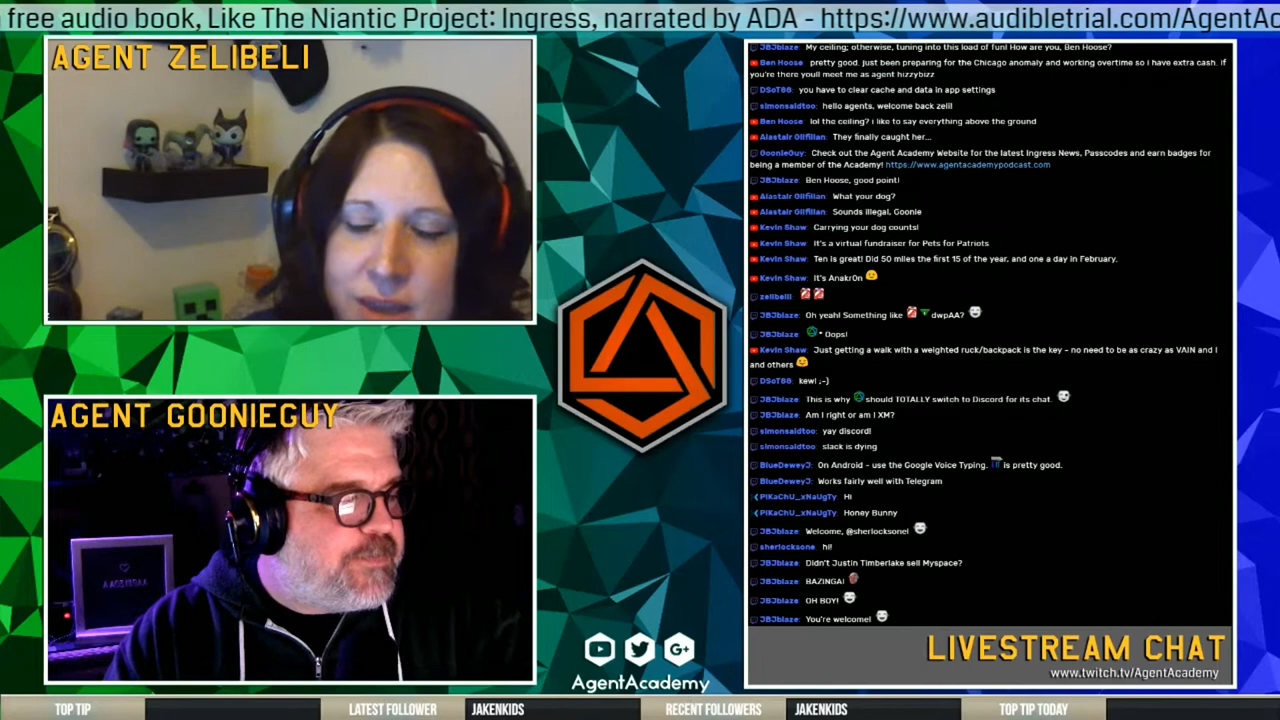 free audio book, Like The Niantic Project: Ingress, narrated by ADA - https://www.audibletrial.com/AgentAc
AGENT ZELIBELI
AGENT GOONIEGUY
JBJblaze: My ceiling; otherwise, tuning into this load of fun! How are you, Ben Hoose?
Ben Hoose: pretty good. just been preparing for the Chicago anomaly and working overtime so i have extra cash. if
you're there youll meet me as agent hizzybizz
DSoT88: you have to clear cache and data in app settings
simonsaidtoo: hello agents, welcome back zeli!
Ben Hoose: lol the ceiling? i like to say everything above the ground
Alastair Gilfillan: They finally caught her...
GoonieGuy: Check out the Agent Academy Website for the latest Ingress News, Passcodes and earn badges for
being a member of the Academy! https://www.agentacademypodcast.com
JBJblaze: Ben Hoose, good point!
Alastair Gilfillan: What your dog?
Alastair Gilfillan: Sounds illegal, Goonie
Kevin Shaw: Carrying your dog counts!
Kevin Shaw: It's a virtual fundraiser for Pets for Patriots
Kevin Shaw: Ten is great! Did 50 miles the first 15 of the year, and one a day in February.
Kevin Shaw: It's Anakr0n
zelibeli:
JBJblaze: Oh yeah! Something like dwpAA?
JBJblaze: * Oops!
Kevin Shaw: Just getting a walk with a weighted ruck/backpack is the key - no need to be as crazy as VAIN and I
and others
DSoT88: kewl ;-)
JBJblaze: This is why should TOTALLY switch to Discord for its chat.
JBJblaze: Am I right or am I XM?
simonsaidtoo: yay discord!
simonsaidtoo: slack is dying
BlueDeweyJ: On Android - use the Google Voice Typing. is pretty good.
BlueDeweyJ: Works fairly well with Telegram
PiKaChU_xNaUgTy: Hi
PiKaChU_xNaUgTy: Honey Bunny
JBJblaze: Welcome, @sherlocksone!
sherlocksone: hi!
JBJblaze: Didn't Justin Timberlake sell Myspace?
JBJblaze: BAZINGA!
JBJblaze: OH BOY!
JBJblaze: You're welcome!
LIVESTREAM CHAT
www.twitch.tv/AgentAcademy
G+
AgentAcademy
TOP TIP LATEST FOLLOWER JAKENKIDS RECENT FOLLOWERS JAKENKIDS TOP TIP TODAY